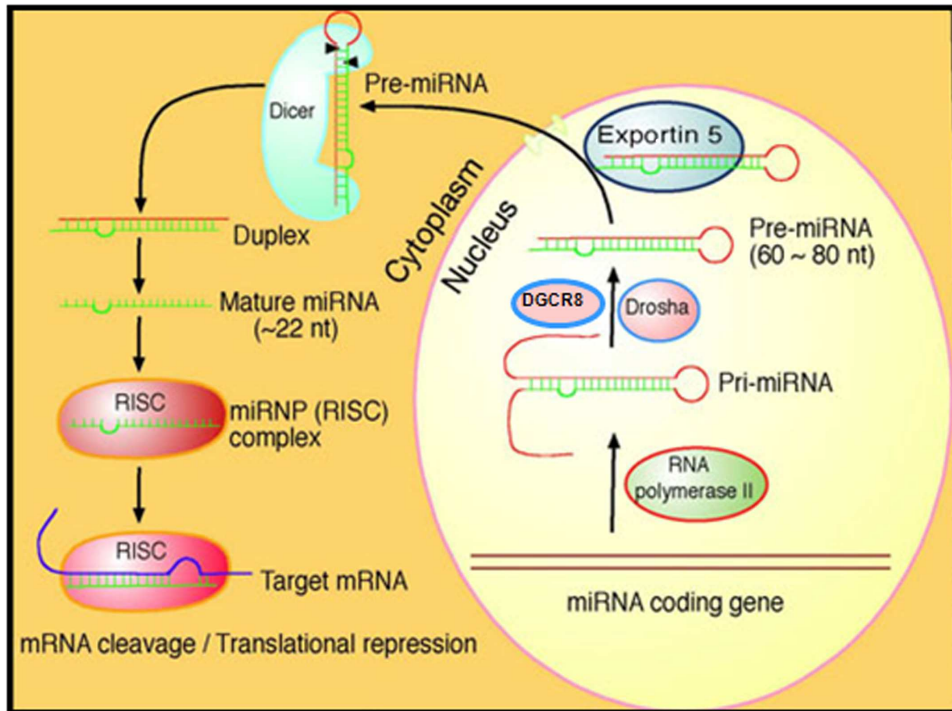 Pre-miRNA
Dicer
Exportin 5
Cytoplasm
Nucleus
Duplex
Pre-miRNA
(60 ~ 80 nt)
Mature miRNA
(~22 nt)
DGCR8
Drosha
Pri-miRNA
RISC
miRNP (RISC)
complex
RNA
polymerase II
RISC
Target mRNA
miRNA coding gene
mRNA cleavage / Translational repression